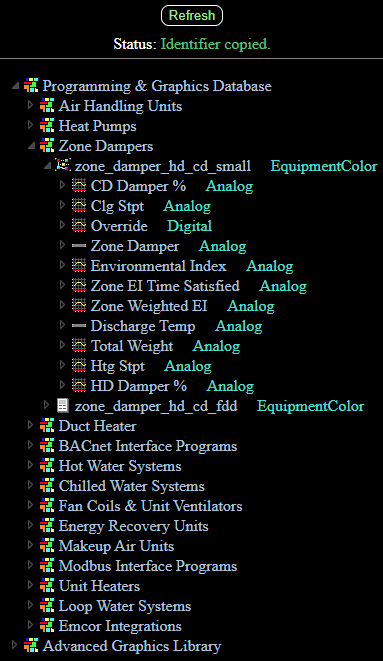 Refresh
Status: Identifier copied.
Programming & Graphics Database
Air Handling Units
Heat Pumps
Zone Dampers
zone_damper_hd_cd_small EquipmentColor
CD Damper % Analog
Clg Stpt Analog
Override Digital
Zone Damper Analog
Environmental Index Analog
Zone EI Time Satisfied Analog
Zone Weighted EI Analog
Discharge Temp Analog
Total Weight Analog
Htg Stpt Analog
HD Damper % Analog
zone_damper_hd_cd_fdd EquipmentColor
Duct Heater
BACnet Interface Programs
Hot Water Systems
Chilled Water Systems
Fan Coils & Unit Ventilators
Energy Recovery Units
Makeup Air Units
Modbus Interface Programs
Unit Heaters
Loop Water Systems
Emcor Integrations
Advanced Graphics Library